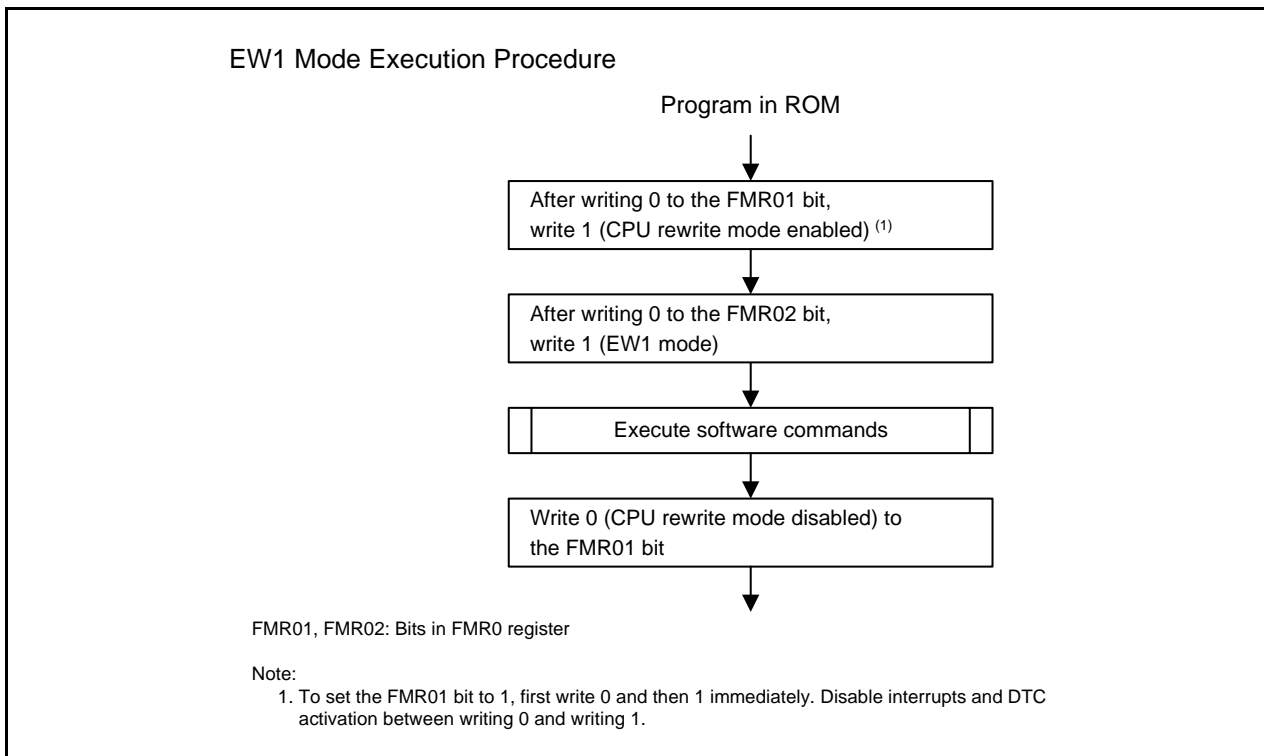 EW1 Mode Execution Procedure
Program in ROM
After writing 0 to the FMR01 bit,
write 1 (CPU rewrite mode enabled) (1)
After writing 0 to the FMR02 bit,
write 1 (EW1 mode)
Execute software commands
Write 0 (CPU rewrite mode disabled) to
the FMR01 bit
FMR01, FMR02: Bits in FMR0 register
Note:
1. To set the FMR01 bit to 1, first write 0 and then 1 immediately. Disable interrupts and DTC
activation between writing 0 and writing 1.